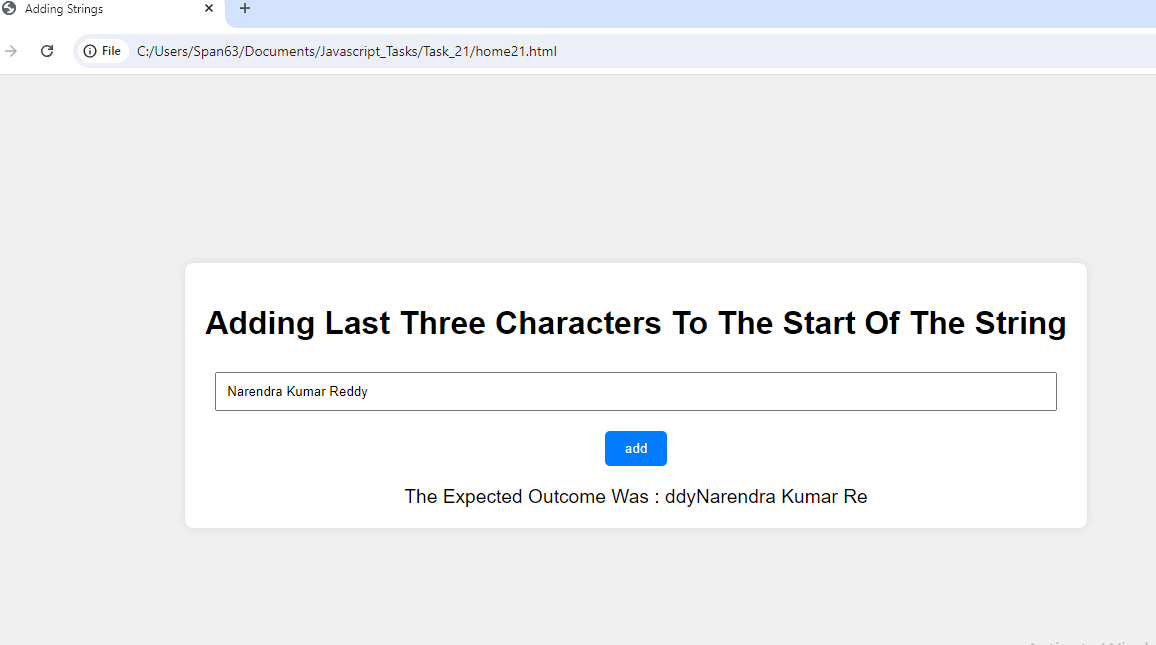 Adding Strings
File C:/Users/Span63/Documents/Javascript_Tasks/Task_21/home21.html
Adding Last Three Characters To The Start Of The String
Narendra Kumar Reddy
add
The Expected Outcome Was : ddyNarendra Kumar Re